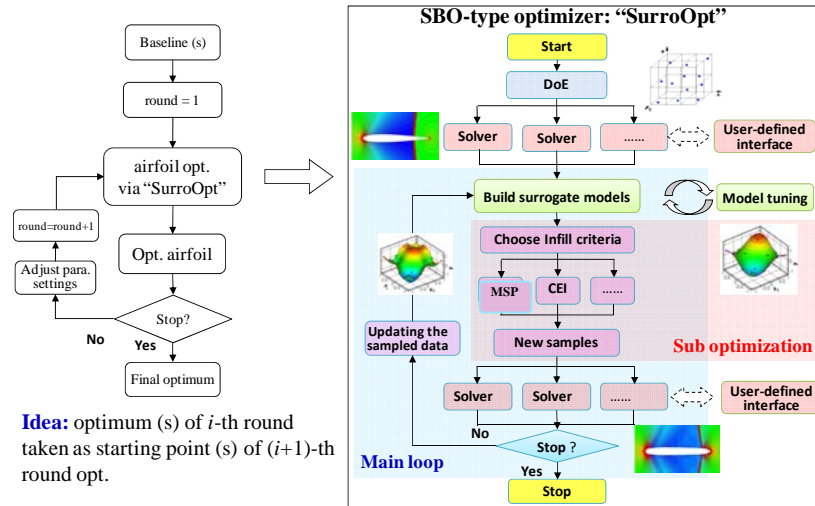 Baseline (s)
round = 1
airfoil opt.
via “SurroOpt”
round=round+1
Opt. airfoil
Adjust para.
settings
Stop?
No
Yes
Final optimum
Idea: optimum (s) of i-th round
taken as starting point (s) of (i+1)-th
round opt.
SBO-type optimizer: “SurroOpt”
Start
DoE
Solver
Solver
......
User-defined
interface
Build surrogate models
Model tuning
Choose Infill criteria
MSP
CEI
......
Updating the
sampled data
New samples
Sub optimization
Solver
Solver
......
User-defined
interface
No
Stop ?
Main loop
Yes
Stop